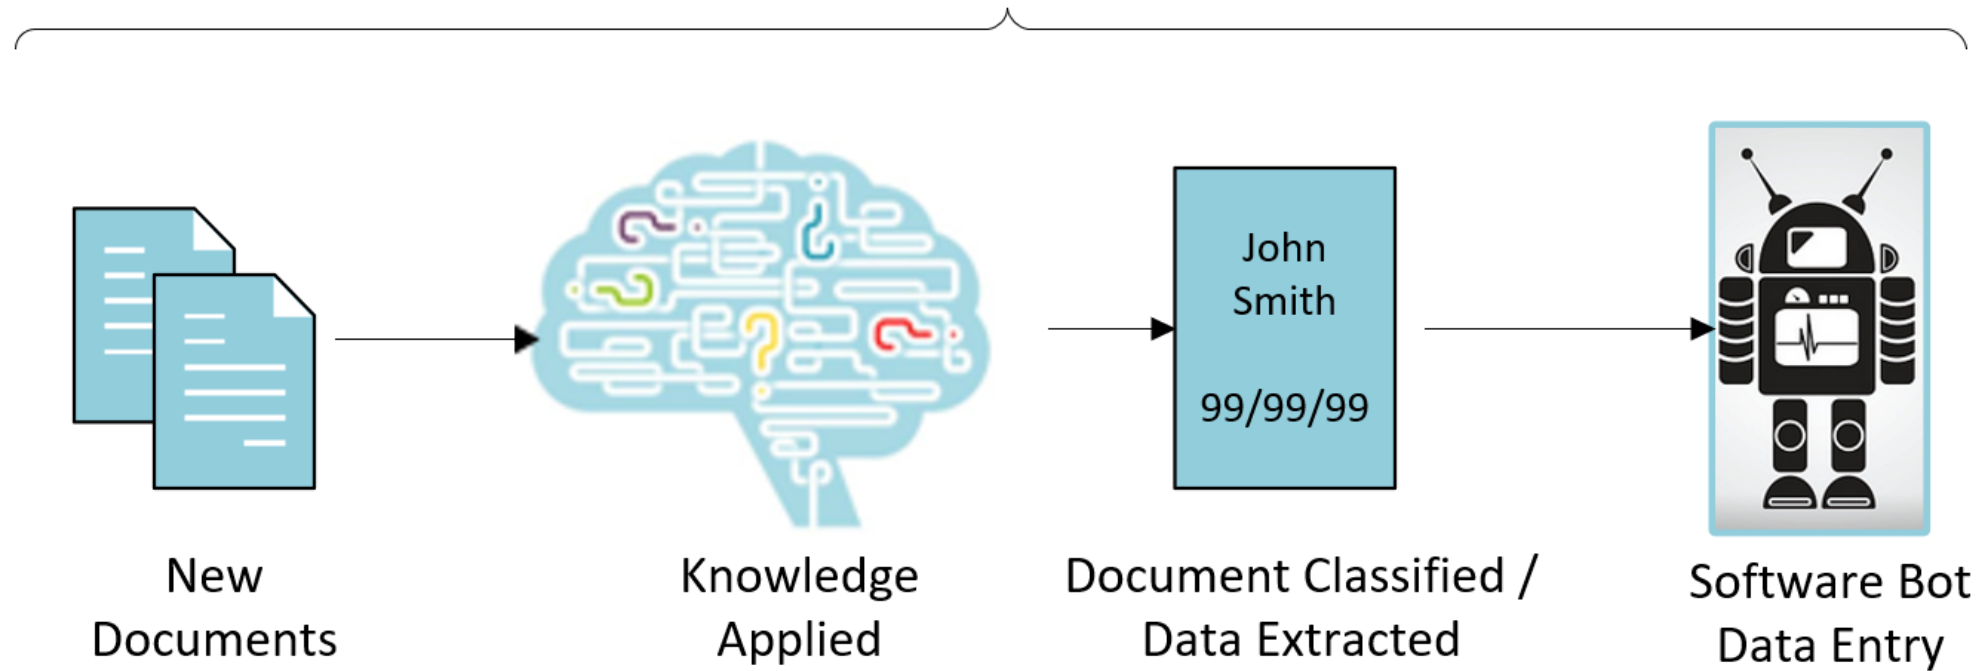 John
Smith
99/99/99
New
Documents
Knowledge
Applied
Document Classified /
Data Extracted
Software Bot
Data Entry